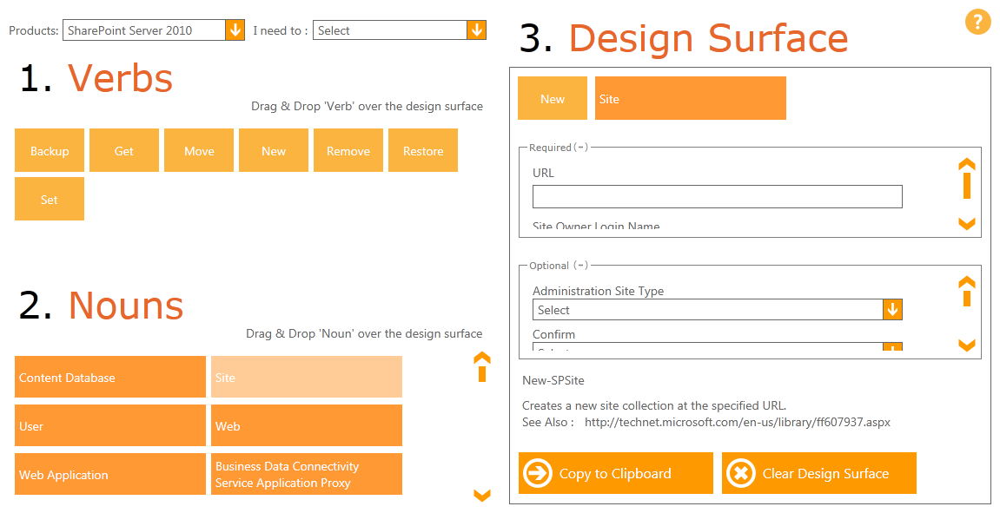 Products: SharePoint Server 2010 I need to : Select
1. Verbs
Drag & Drop 'Verb' over the design surface
Backup Get Move New Remove Restore
Set
2. Nouns
Drag & Drop 'Noun' over the design surface
Content Database Site
User Web
Web Application
Business Data Connectivity
Service Application Proxy
3. Design Surface
?
New Site
Required (-)
URL
Site Owner Login Name
Optional (-)
Administration Site Type
Select
Confirm
Select
New-SPSite
Creates a new site collection at the specified URL.
See Also : http://technet.microsoft.com/en-us/library/ff607937.aspx
Copy to Clipboard Clear Design Surface